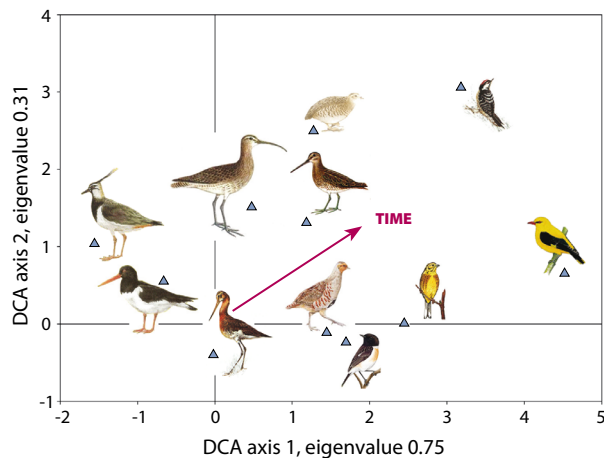 4
3
2
1
0
-1
DCA axis 2, eigenvalue 0.31
TIME
-2 -1 0 1 2 3 4 5
DCA axis 1, eigenvalue 0.75